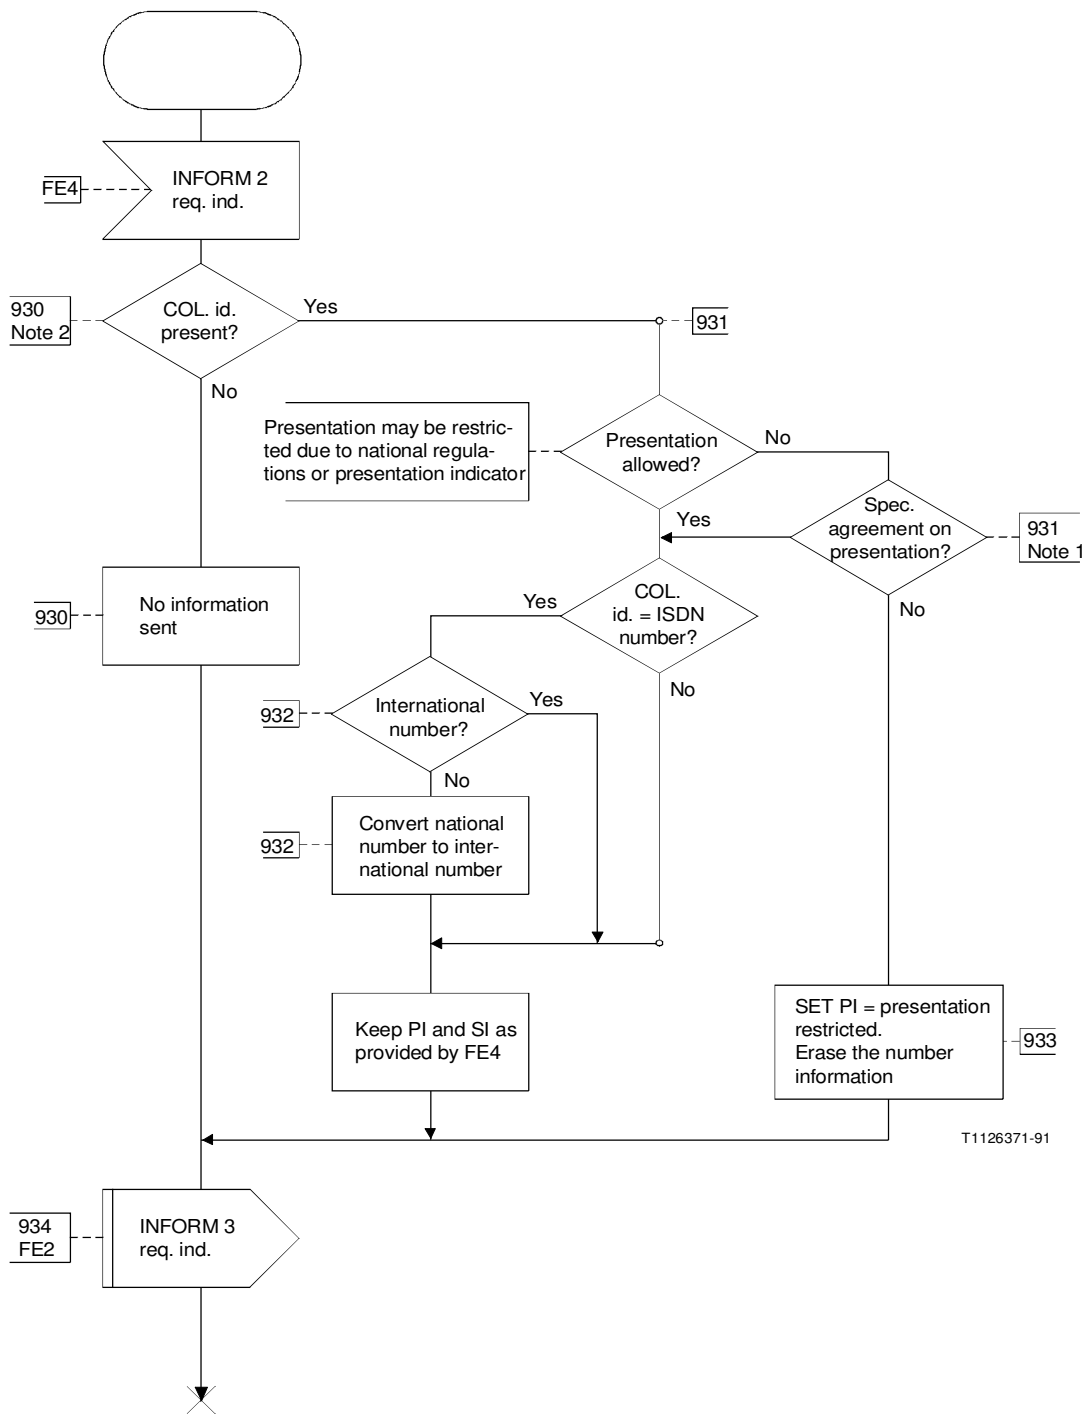 FE4
INFORM 2
req. ind.
930
Note 2
COL. id.
present?
Yes
931
No
Presentation may be restric-
ted due to national regula-
tions or presentation indicator
Presentation
allowed?
No
Yes
Spec.
agreement on
presentation?
931
Note 1
930
No information
sent
Yes
COL.
id. = ISDN
number?
No
No
932
International
number?
Yes
No
932
Convert national
number to inter-
national number
Keep PI and SI as
provided by FE4
SET PI = presentation
restricted.
Erase the number
information
933
T1126371-91
934
FE2
INFORM 3
req. ind.